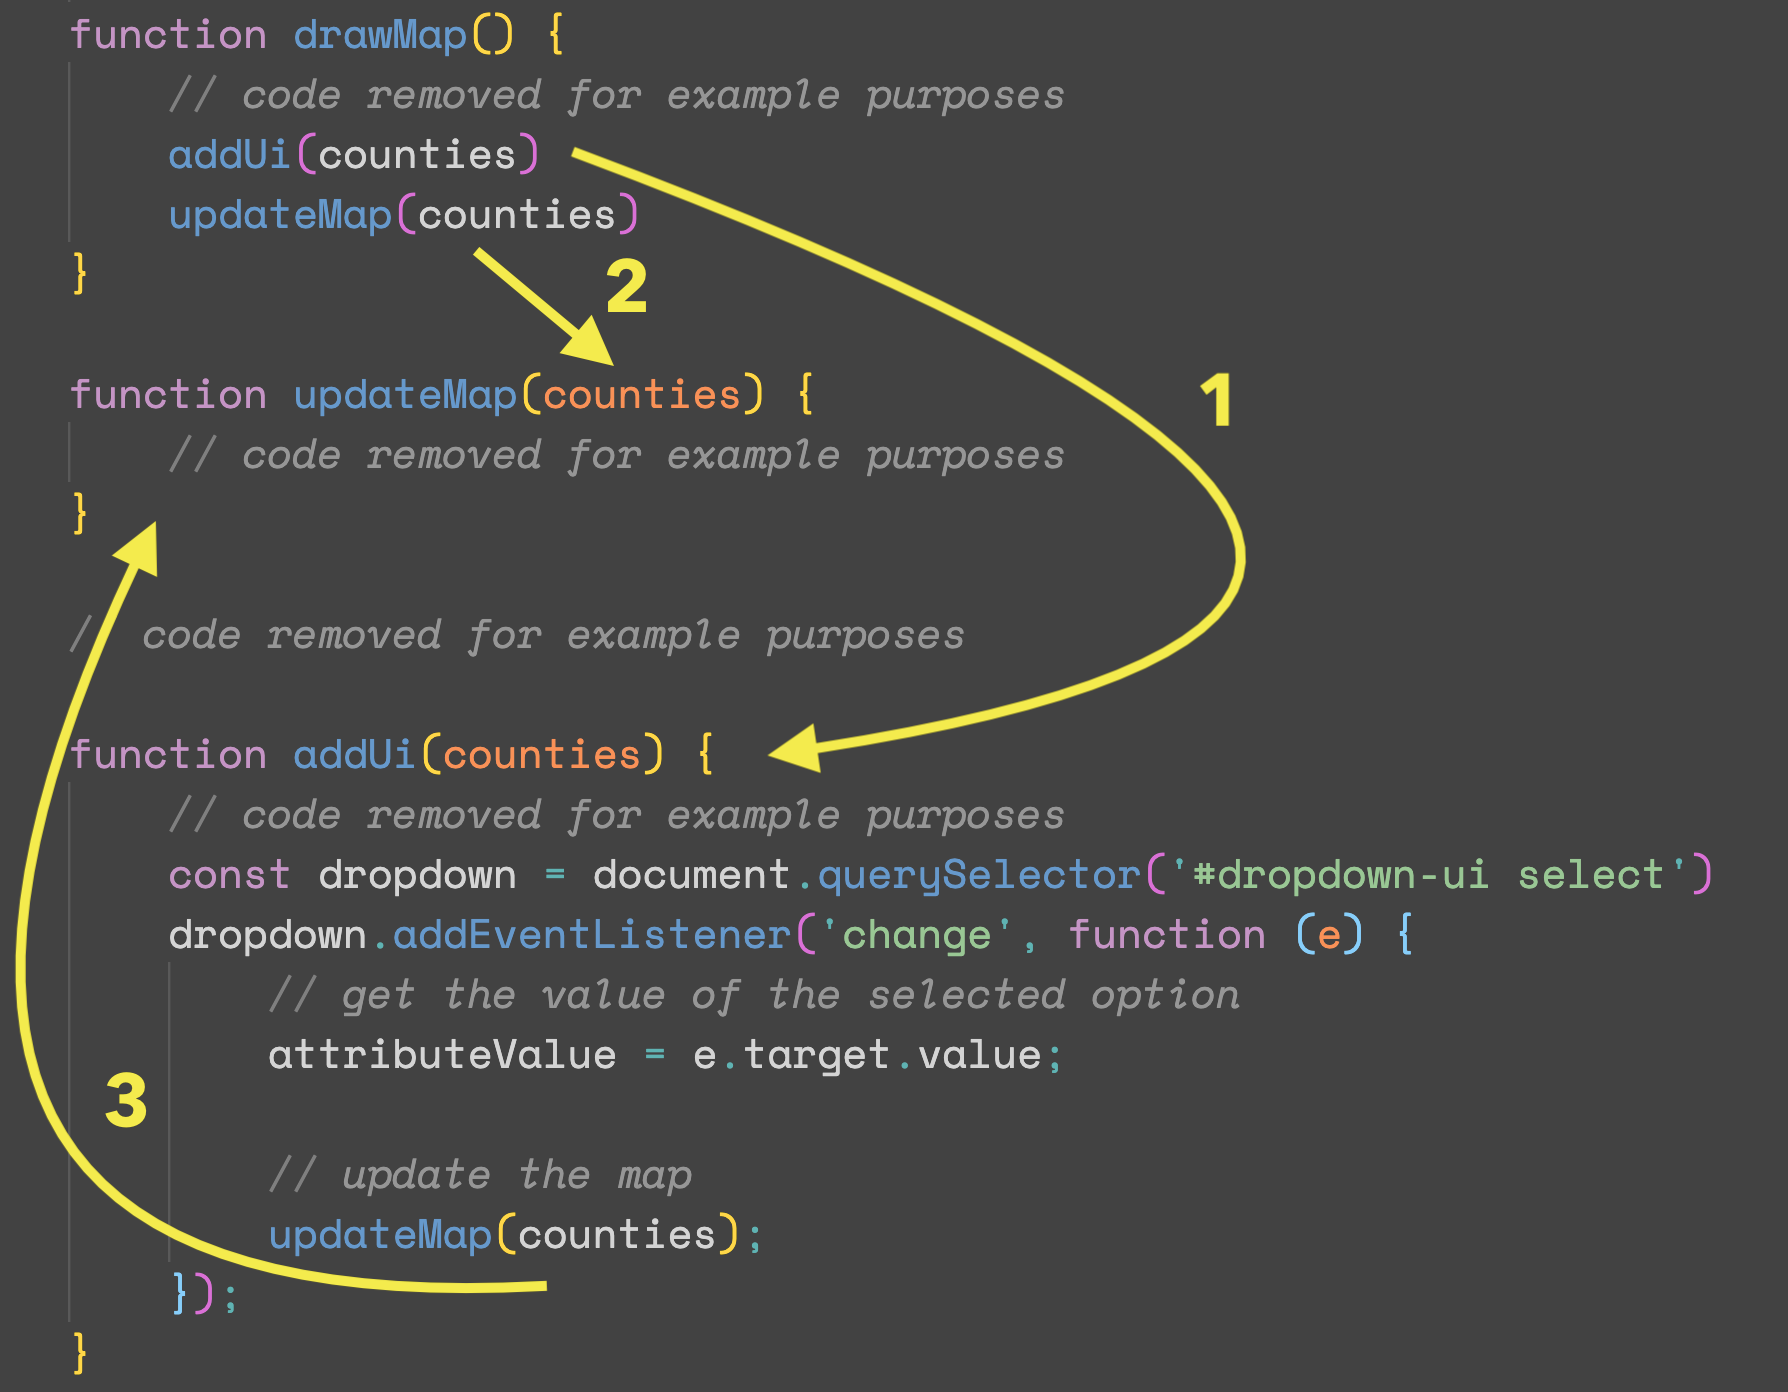 function drawMap() {
// code removed for example purposes
addUi(counties)
updateMap(counties)
}
2
function updateMap(counties) {
1
// code removed for example purposes
}
/ code removed for example purposes
function addUi(counties) {
// code removed for example purposes
const dropdown = document.querySelector('#dropdown-ui select')
dropdown.addEventListener('change', function (e) {
// get the value of the selected option
attributeValue = e.target.value;
3
// update the map
updateMap(counties);
});
}